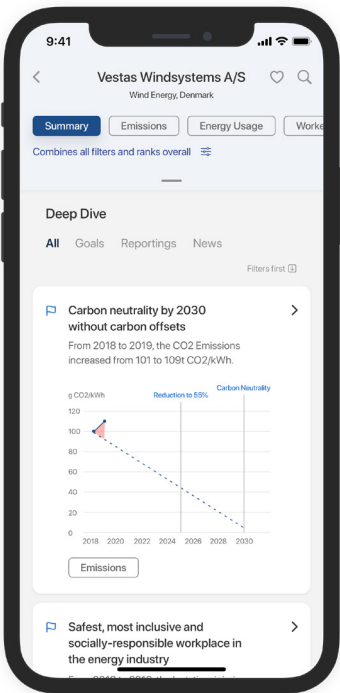 9:41
Vestas Windsystems A/S
Wind Energy, Denmark
Summary Emissions Energy Usage Worke
Combines all filters and ranks overall
Deep Dive
All Goals Reportings News
Filters first
Carbon neutrality by 2030
without carbon offsets
From 2018 to 2019, the CO2 Emissions
increased from 101 to 109t CO2/kWh.
g CO2/kWh Reduction to 55% Carbon Neutrality
120
100
80
60
40
20
0
2018 2020 2022 2024 2026 2028 2030
Emissions
Safest, most inclusive and
socially-responsible workplace in
the energy industry